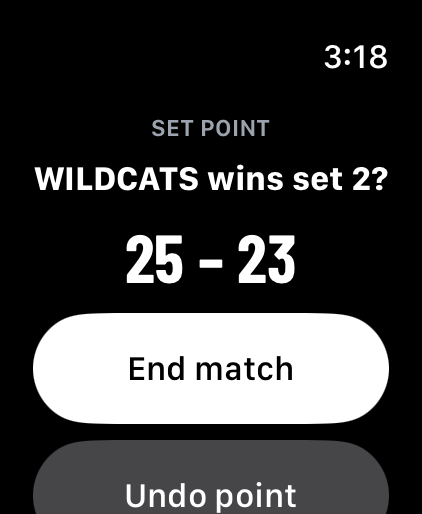 3:18
SET POINT
WILDCATS wins set 2?
25 – 23
End match
Undo point